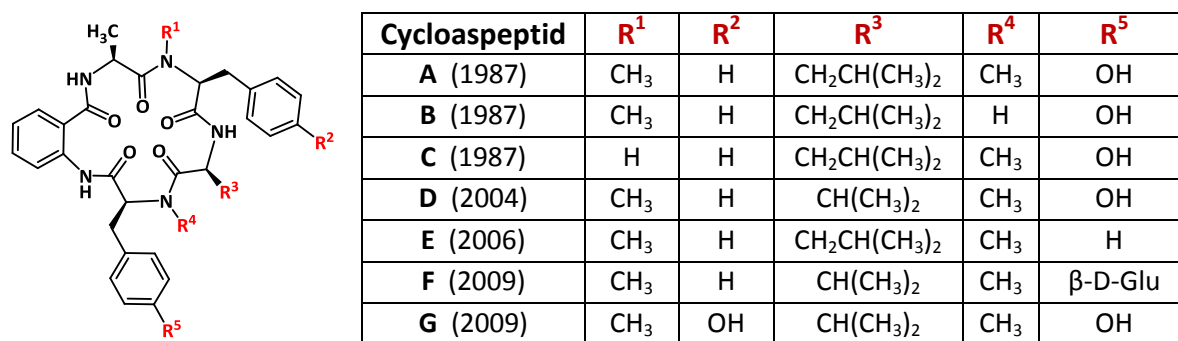 H₃C
R¹
HN
N
O
O
O
NH
R²
O
O
N
H
N
R³
R⁴
R⁵
Cycloaspeptid R¹ R² R³ R⁴ R⁵
A (1987) CH₃ H CH₂CH(CH₃)₂ CH₃ OH
B (1987) CH₃ H CH₂CH(CH₃)₂ H OH
C (1987) H H CH₂CH(CH₃)₂ CH₃ OH
D (2004) CH₃ H CH(CH₃)₂ CH₃ OH
E (2006) CH₃ H CH₂CH(CH₃)₂ CH₃ H
F (2009) CH₃ H CH(CH₃)₂ CH₃ β-D-Glu
G (2009) CH₃ OH CH(CH₃)₂ CH₃ OH